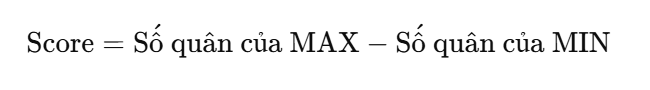 Score = Số quân của MAX − Số quân của MIN